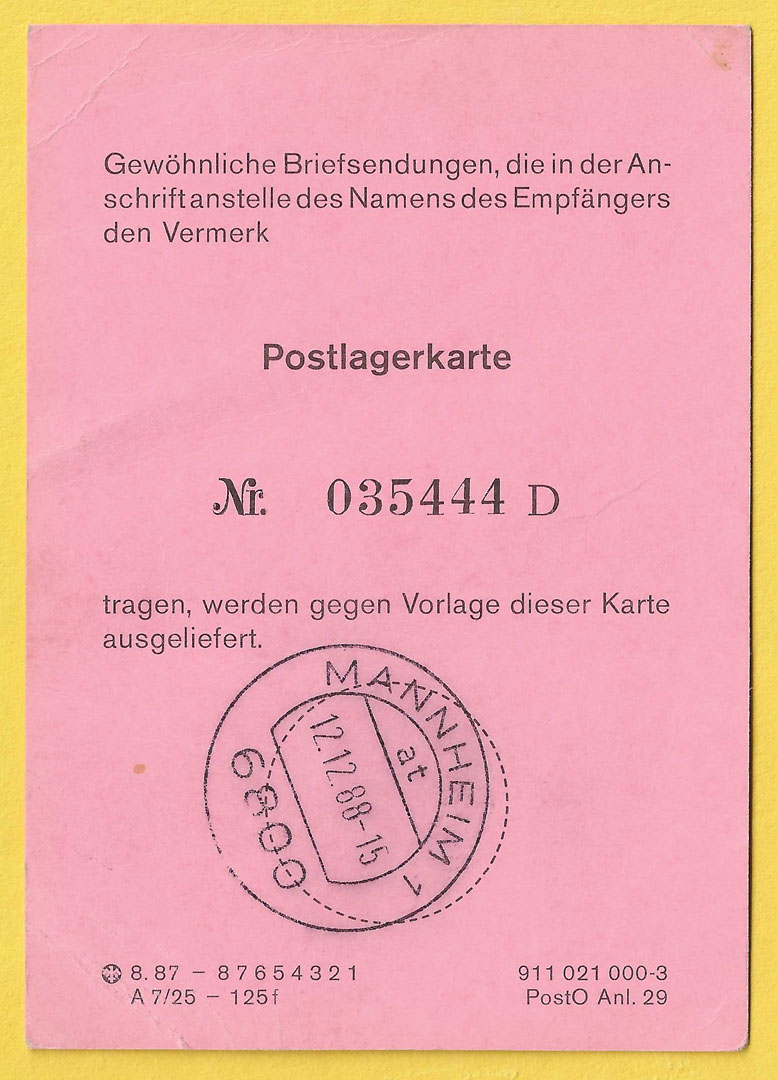 Gewöhnliche Briefsendungen, die in der An-
schrift anstelle des Namens des Empfängers
den Vermerk
Postlagerkarte
Nr. 035444 D
tragen, werden gegen Vorlage dieser Karte
ausgeliefert.
MANNHEIM 1
at
12.12.88-15
6800
8.87 – 87654321
A 7/25 – 125f
911 021 000-3
PostO Anl. 29